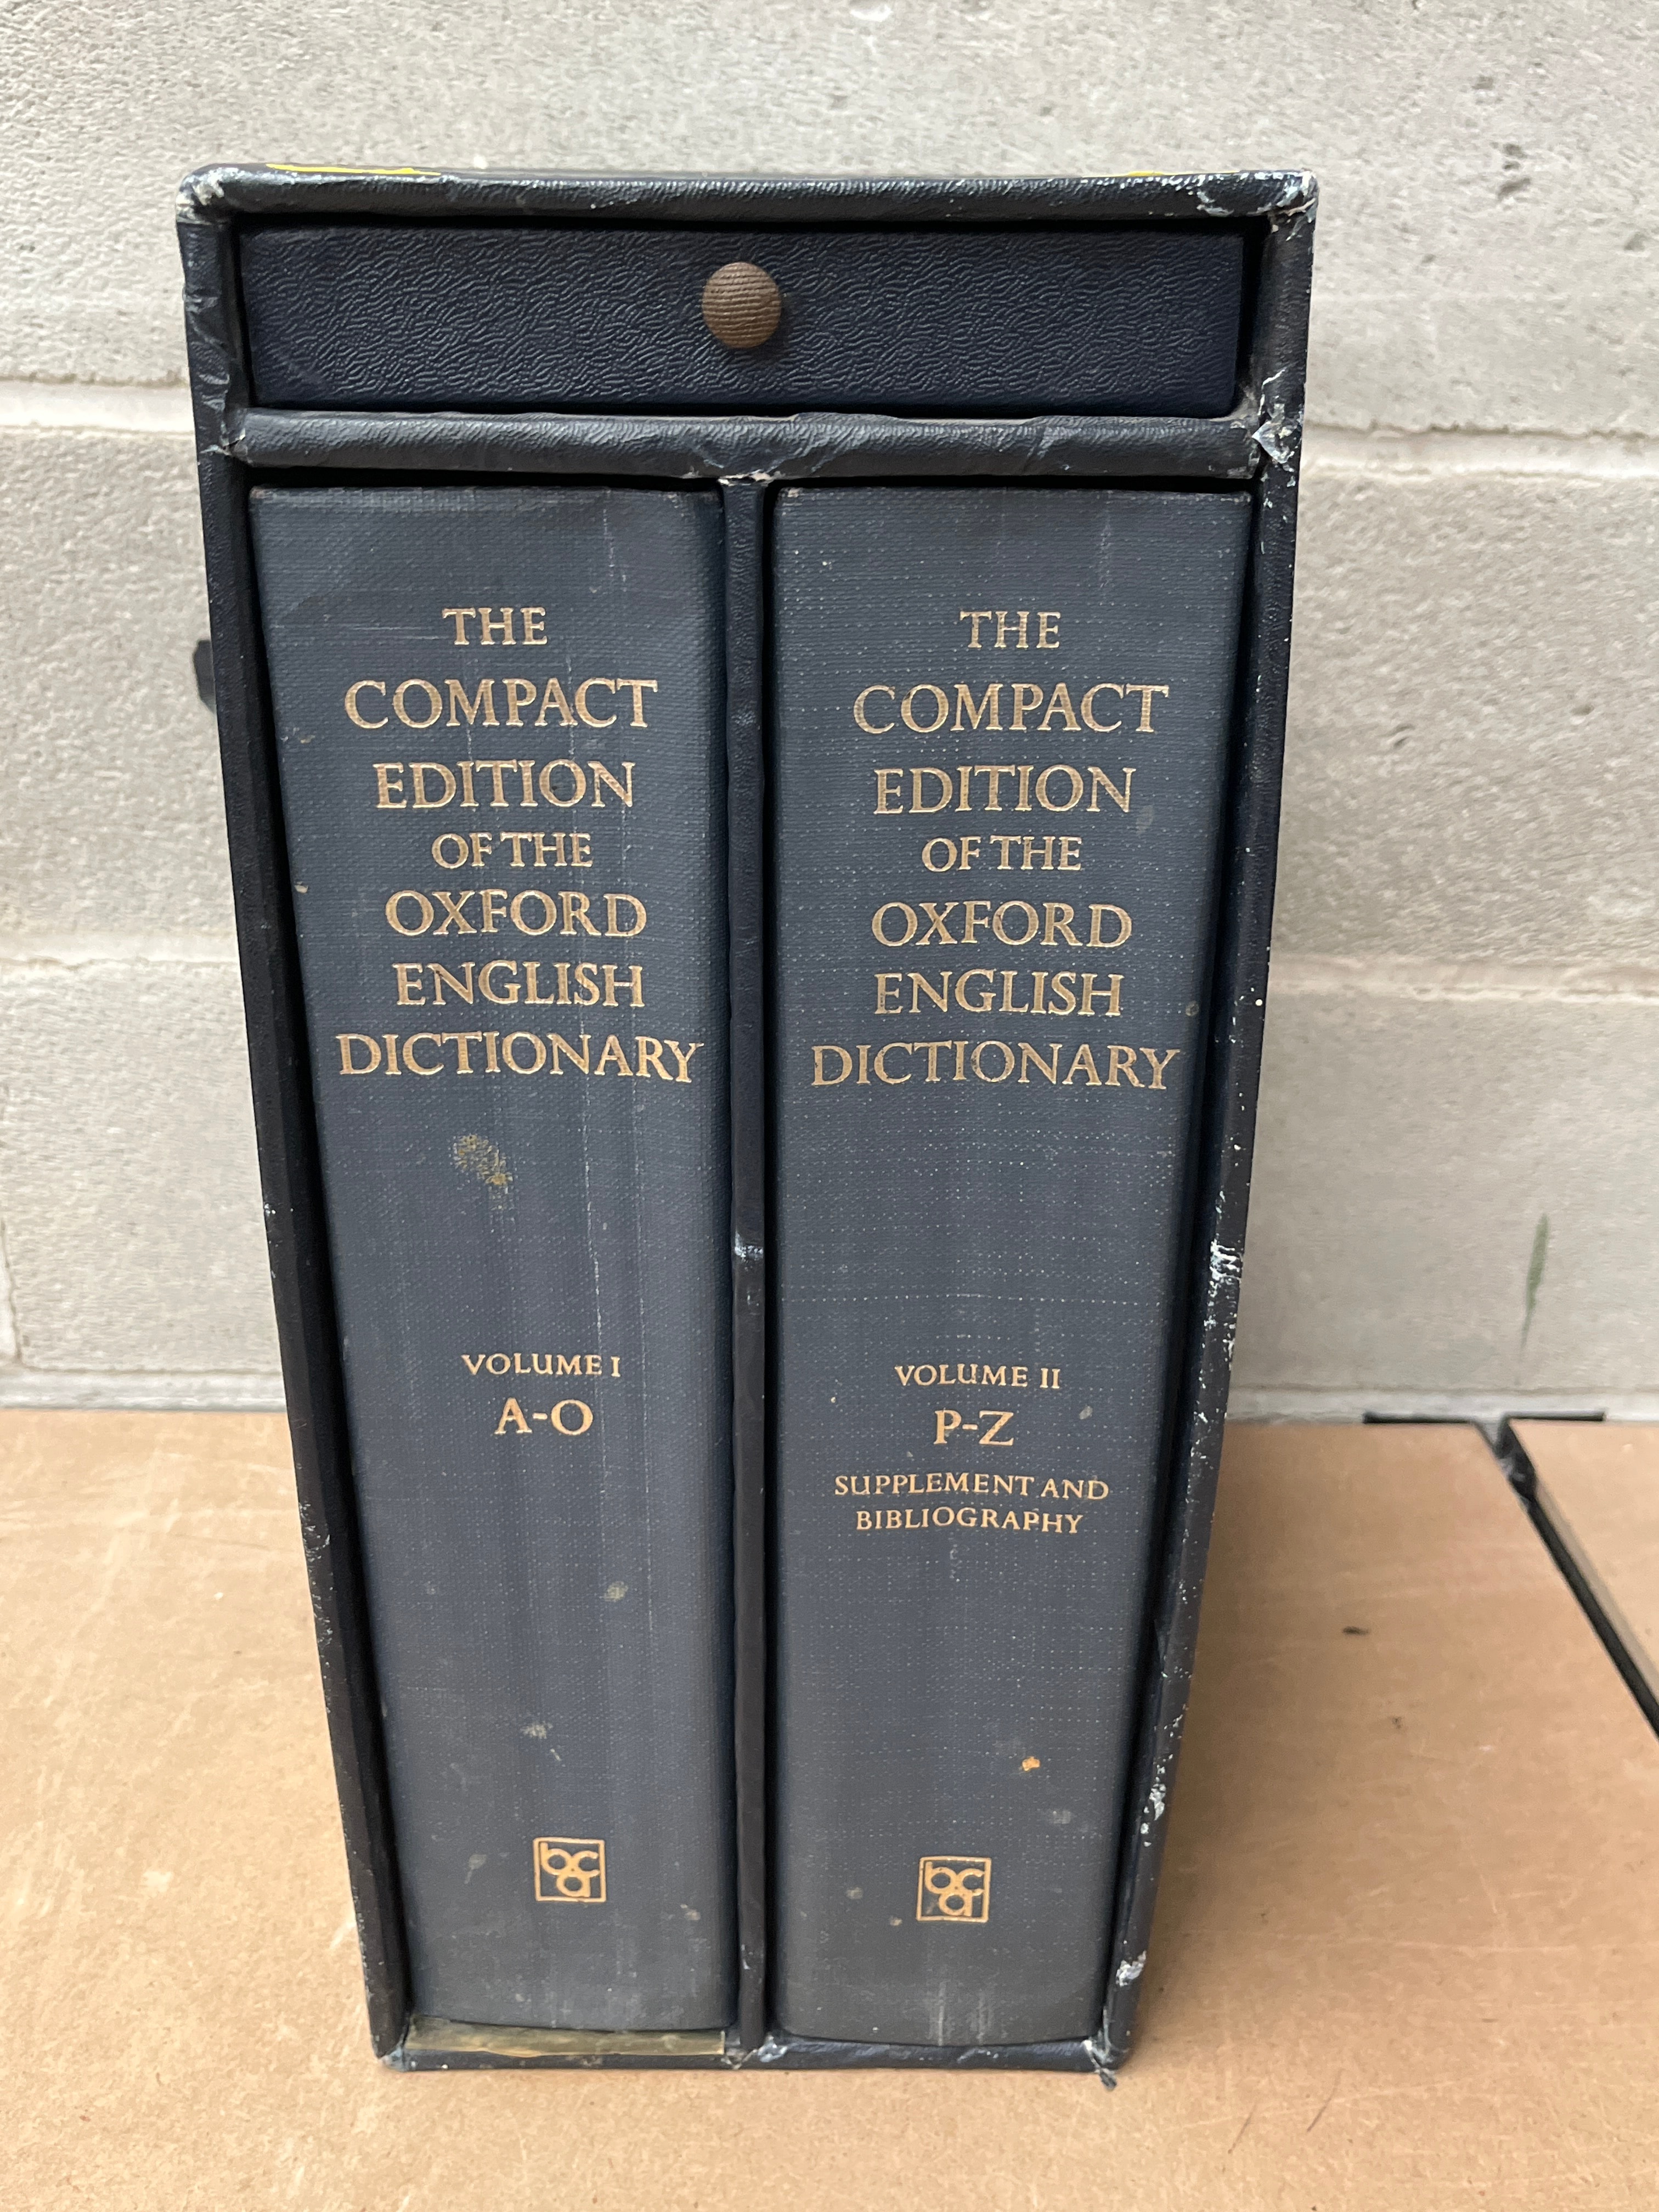 THE
COMPACT
EDITION
OF THE
OXFORD
ENGLISH
DICTIONARY
VOLUME I
A-O
bca
THE
COMPACT
EDITION
OF THE
OXFORD
ENGLISH
DICTIONARY
VOLUME II
P-Z
SUPPLEMENT AND
BIBLIOGRAPHY
bca